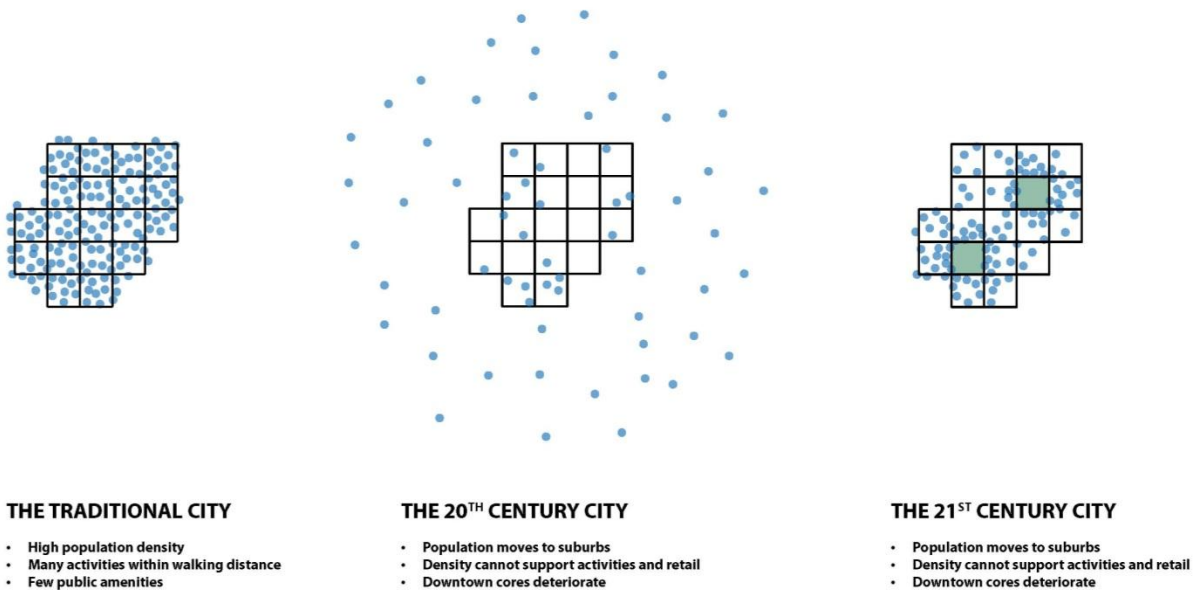 THE TRADITIONAL CITY
• High population density
• Many activities within walking distance
• Few public amenities
THE 20TH CENTURY CITY
• Population moves to suburbs
• Density cannot support activities and retail
• Downtown cores deteriorate
THE 21ST CENTURY CITY
• Population moves to suburbs
• Density cannot support activities and retail
• Downtown cores deteriorate